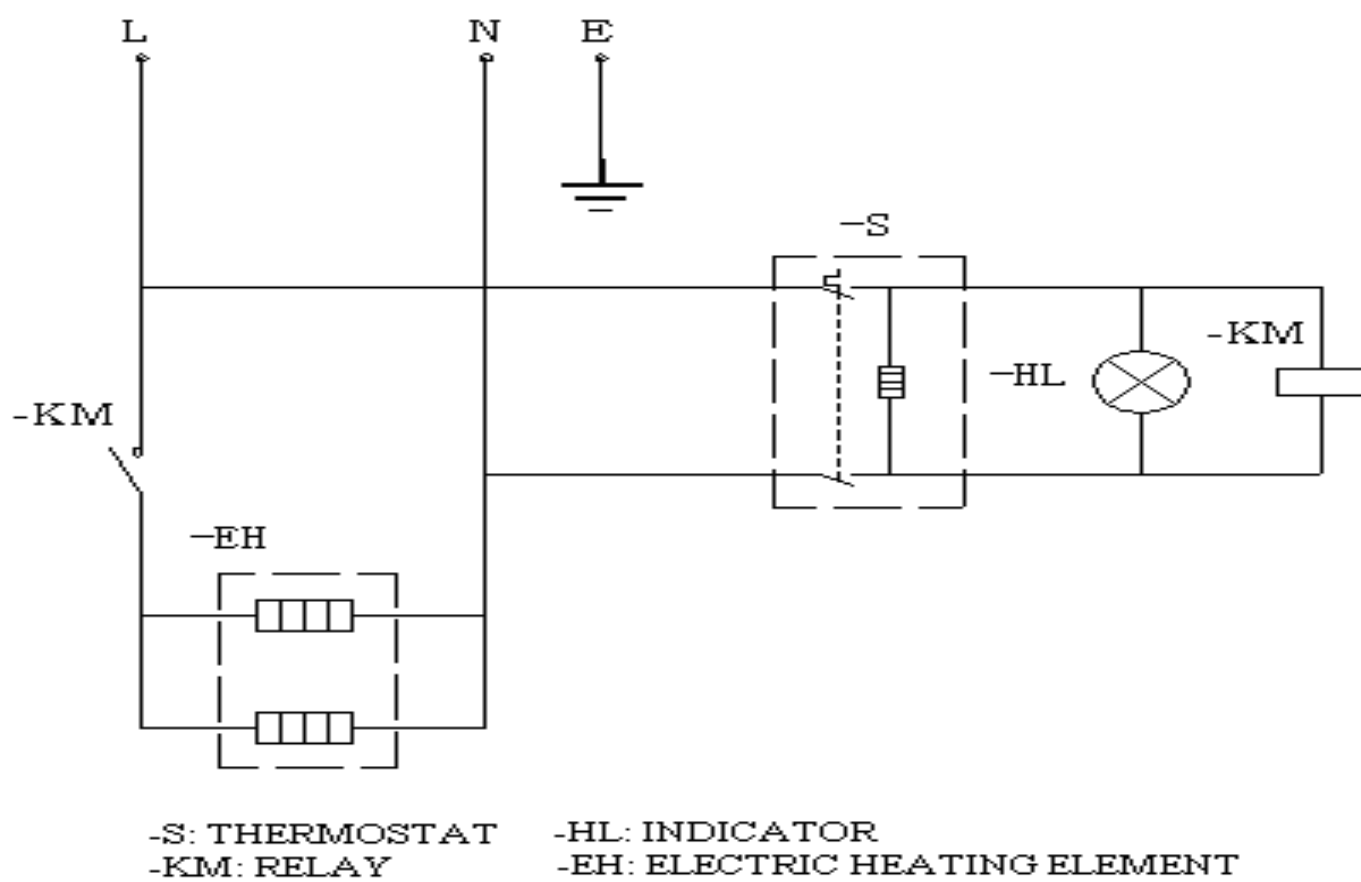 L N E
-S
-KM
-HL
-KM
-EH
-S: THERMOSTAT -HL: INDICATOR
-KM: RELAY -EH: ELECTRIC HEATING ELEMENT